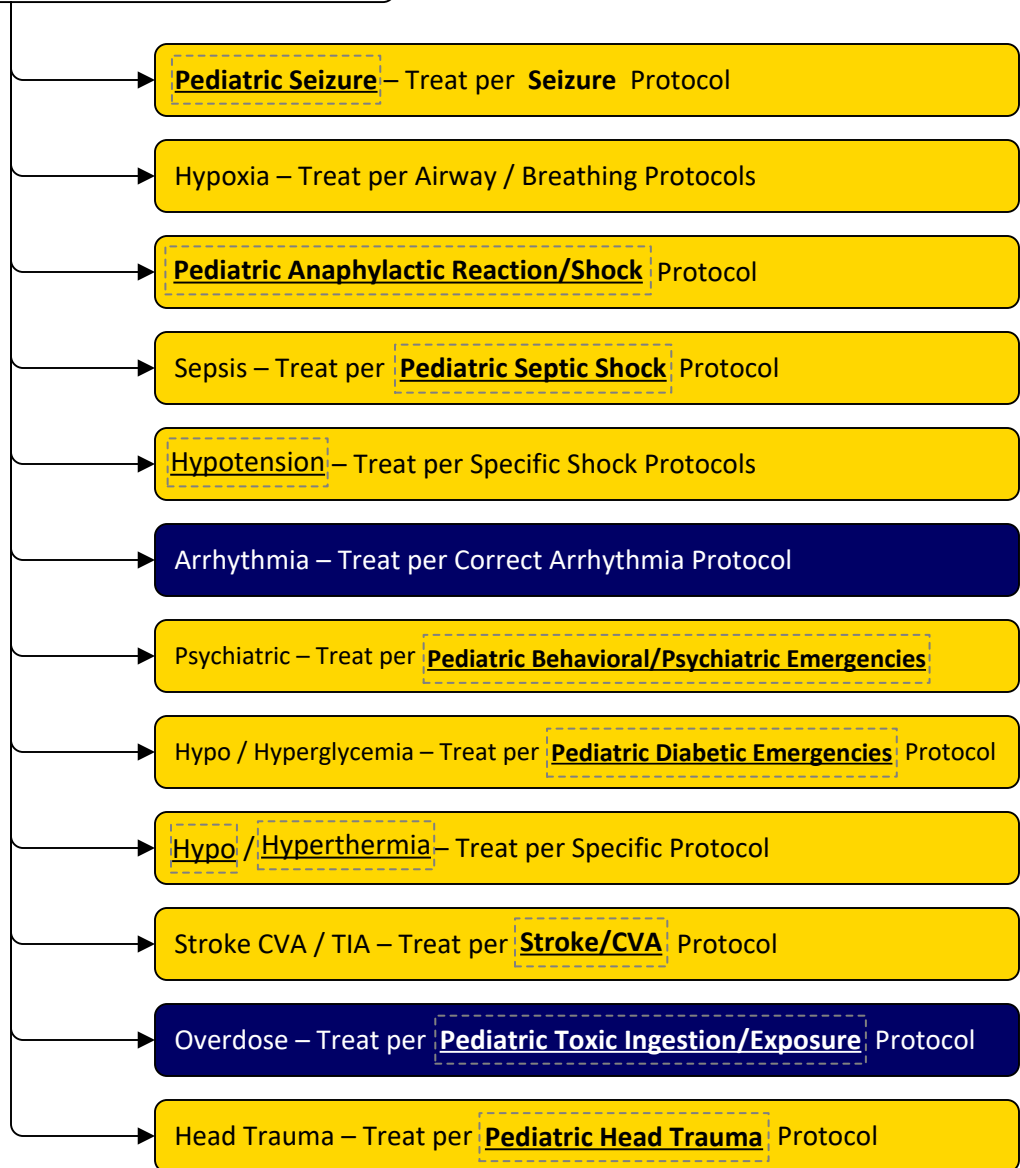 Pediatric Seizure – Treat per Seizure Protocol
Hypoxia – Treat per Airway / Breathing Protocols
Pediatric Anaphylactic Reaction/Shock Protocol
Sepsis – Treat per Pediatric Septic Shock Protocol
Hypotension – Treat per Specific Shock Protocols
Arrhythmia – Treat per Correct Arrhythmia Protocol
Psychiatric – Treat per Pediatric Behavioral/Psychiatric Emergencies
Hypo / Hyperglycemia – Treat per Pediatric Diabetic Emergencies Protocol
Hypo / Hyperthermia – Treat per Specific Protocol
Stroke CVA / TIA – Treat per Stroke/CVA Protocol
Overdose – Treat per Pediatric Toxic Ingestion/Exposure Protocol
Head Trauma – Treat per Pediatric Head Trauma Protocol